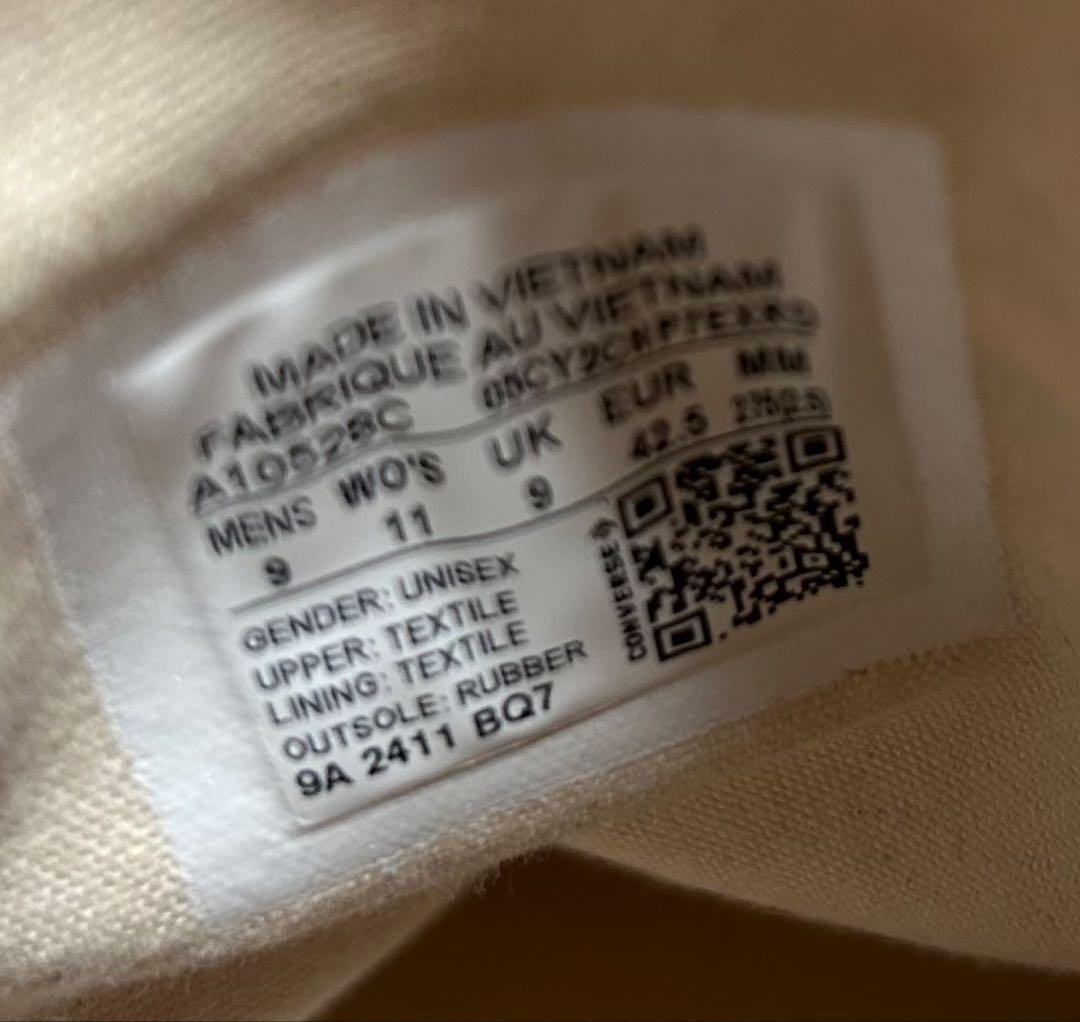 MADE IN VIETNAM
FABRIQUE AU VIETNAM
A10528C
MENS WO'S UK EUR MM
9 11 9 42.5
GENDER: UNISEX
UPPER: TEXTILE
LINING: TEXTILE
OUTSOLE: RUBBER
9A 2411 BQ7
CONVERSE 9